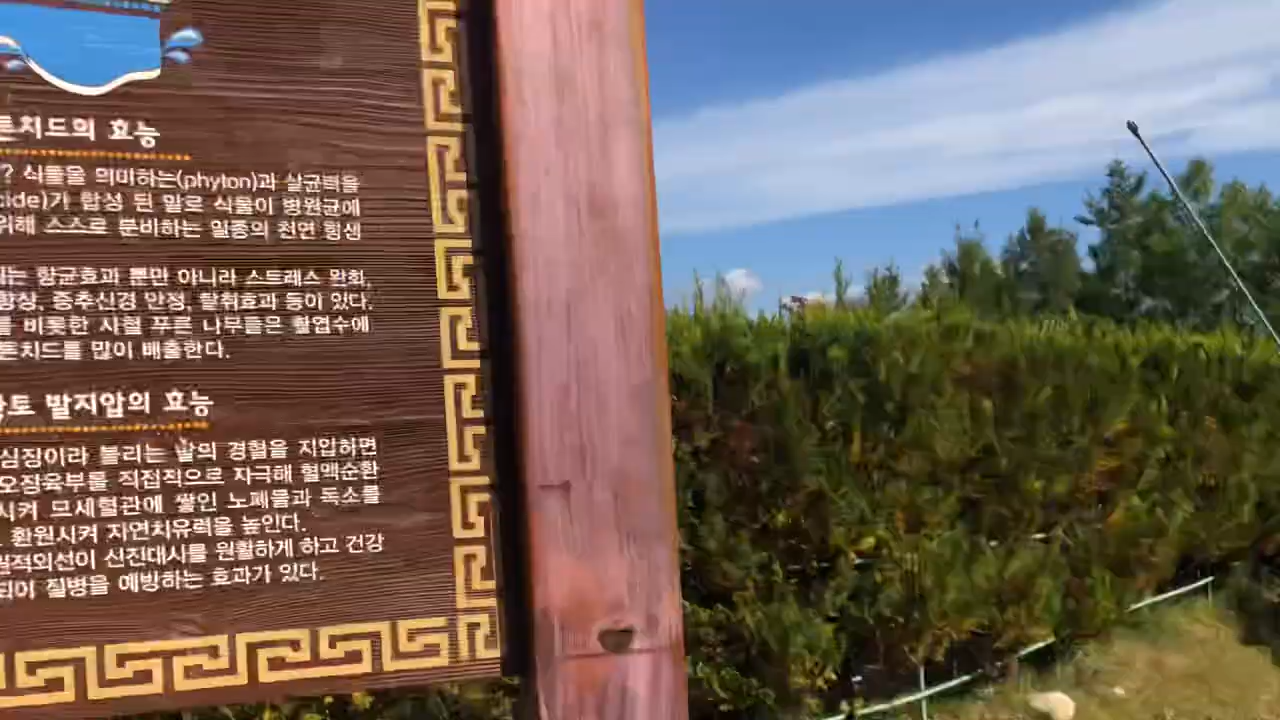 톤치드의 효능
? 식물을 의미하는(phyton)과 살균력을
cide)가 합성 된 말로 식물이 병원균에
위해 스스로 분비하는 일종의 천연 항생
는 항균효과 뿐만 아니라 스트레스 완화,
향상, 중추신경 안정, 탈취효과 등이 있다.
를 비롯한 사철 푸른 나무들은 활엽수에
톤치드를 많이 배출한다.
황토 발지압의 효능
심장이라 불리는 발의 경혈을 지압하면
오장육부를 직접적으로 자극해 혈액순환
시켜 모세혈관에 쌓인 노폐물과 독소를
환원시켜 자연치유력을 높인다.
원적외선이 신진대사를 원활하게 하고 건강
되어 질병을 예방하는 효과가 있다.